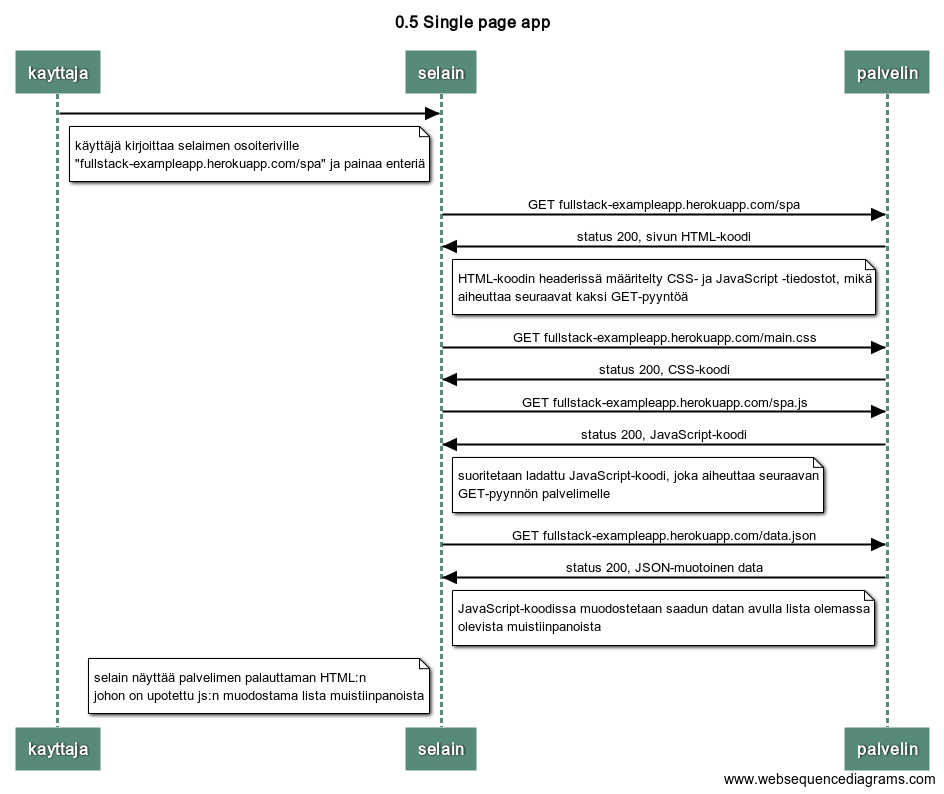 0.5 Single page app
kayttaja
selain
palvelin
käyttäjä kirjoittaa selaimen osoiteriville
"fullstack-exampleapp.herokuapp.com/spa" ja painaa enteriä
GET fullstack-exampleapp.herokuapp.com/spa
status 200, sivun HTML-koodi
HTML-koodin headerissä määritelty CSS- ja JavaScript -tiedostot, mikä
aiheuttaa seuraavat kaksi GET-pyyntöä
GET fullstack-exampleapp.herokuapp.com/main.css
status 200, CSS-koodi
GET fullstack-exampleapp.herokuapp.com/spa.js
status 200, JavaScript-koodi
suoritetaan ladattu JavaScript-koodi, joka aiheuttaa seuraavan
GET-pyynnön palvelimelle
GET fullstack-exampleapp.herokuapp.com/data.json
status 200, JSON-muotoinen data
JavaScript-koodissa muodostetaan saadun datan avulla lista olemassa
olevista muistiinpanoista
selain näyttää palvelimen palauttaman HTML:n
johon on upotettu js:n muodostama lista muistiinpanoista
kayttaja
selain
palvelin
www.websequencediagrams.com